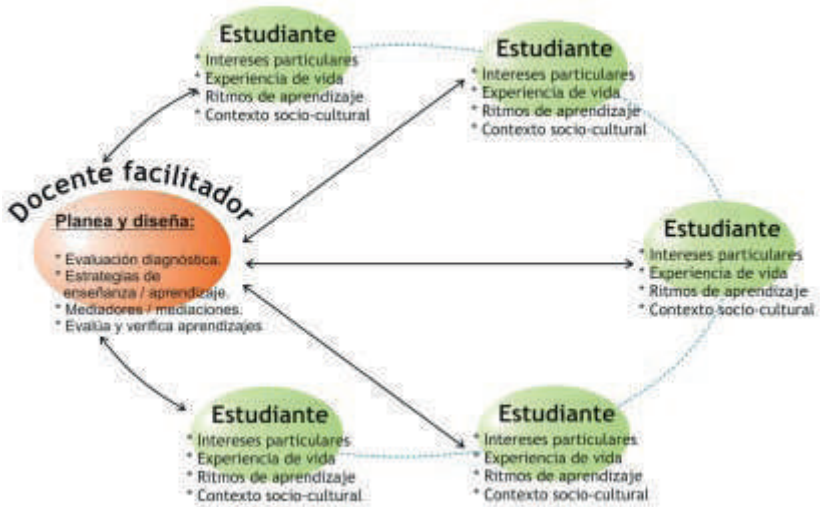 Estudiante
* Intereses particulares
* Experiencia de vida
* Ritmos de aprendizaje
* Contexto socio-cultural
Estudiante
* Intereses particulares
* Experiencia de vida
* Ritmos de aprendizaje
* Contexto socio-cultural
Docente facilitador
Planea y diseña:
* Evaluación diagnóstica.
* Estrategias de
enseñanza / aprendizaje.
* Mediadores / mediaciones.
* Evalúa y verifica aprendizajes
Estudiante
* Intereses particulares
* Experiencia de vida
* Ritmos de aprendizaje
* Contexto socio-cultural
Estudiante
* Intereses particulares
* Experiencia de vida
* Ritmos de aprendizaje
* Contexto socio-cultural
Estudiante
* Intereses particulares
* Experiencia de vida
* Ritmos de aprendizaje
* Contexto socio-cultural